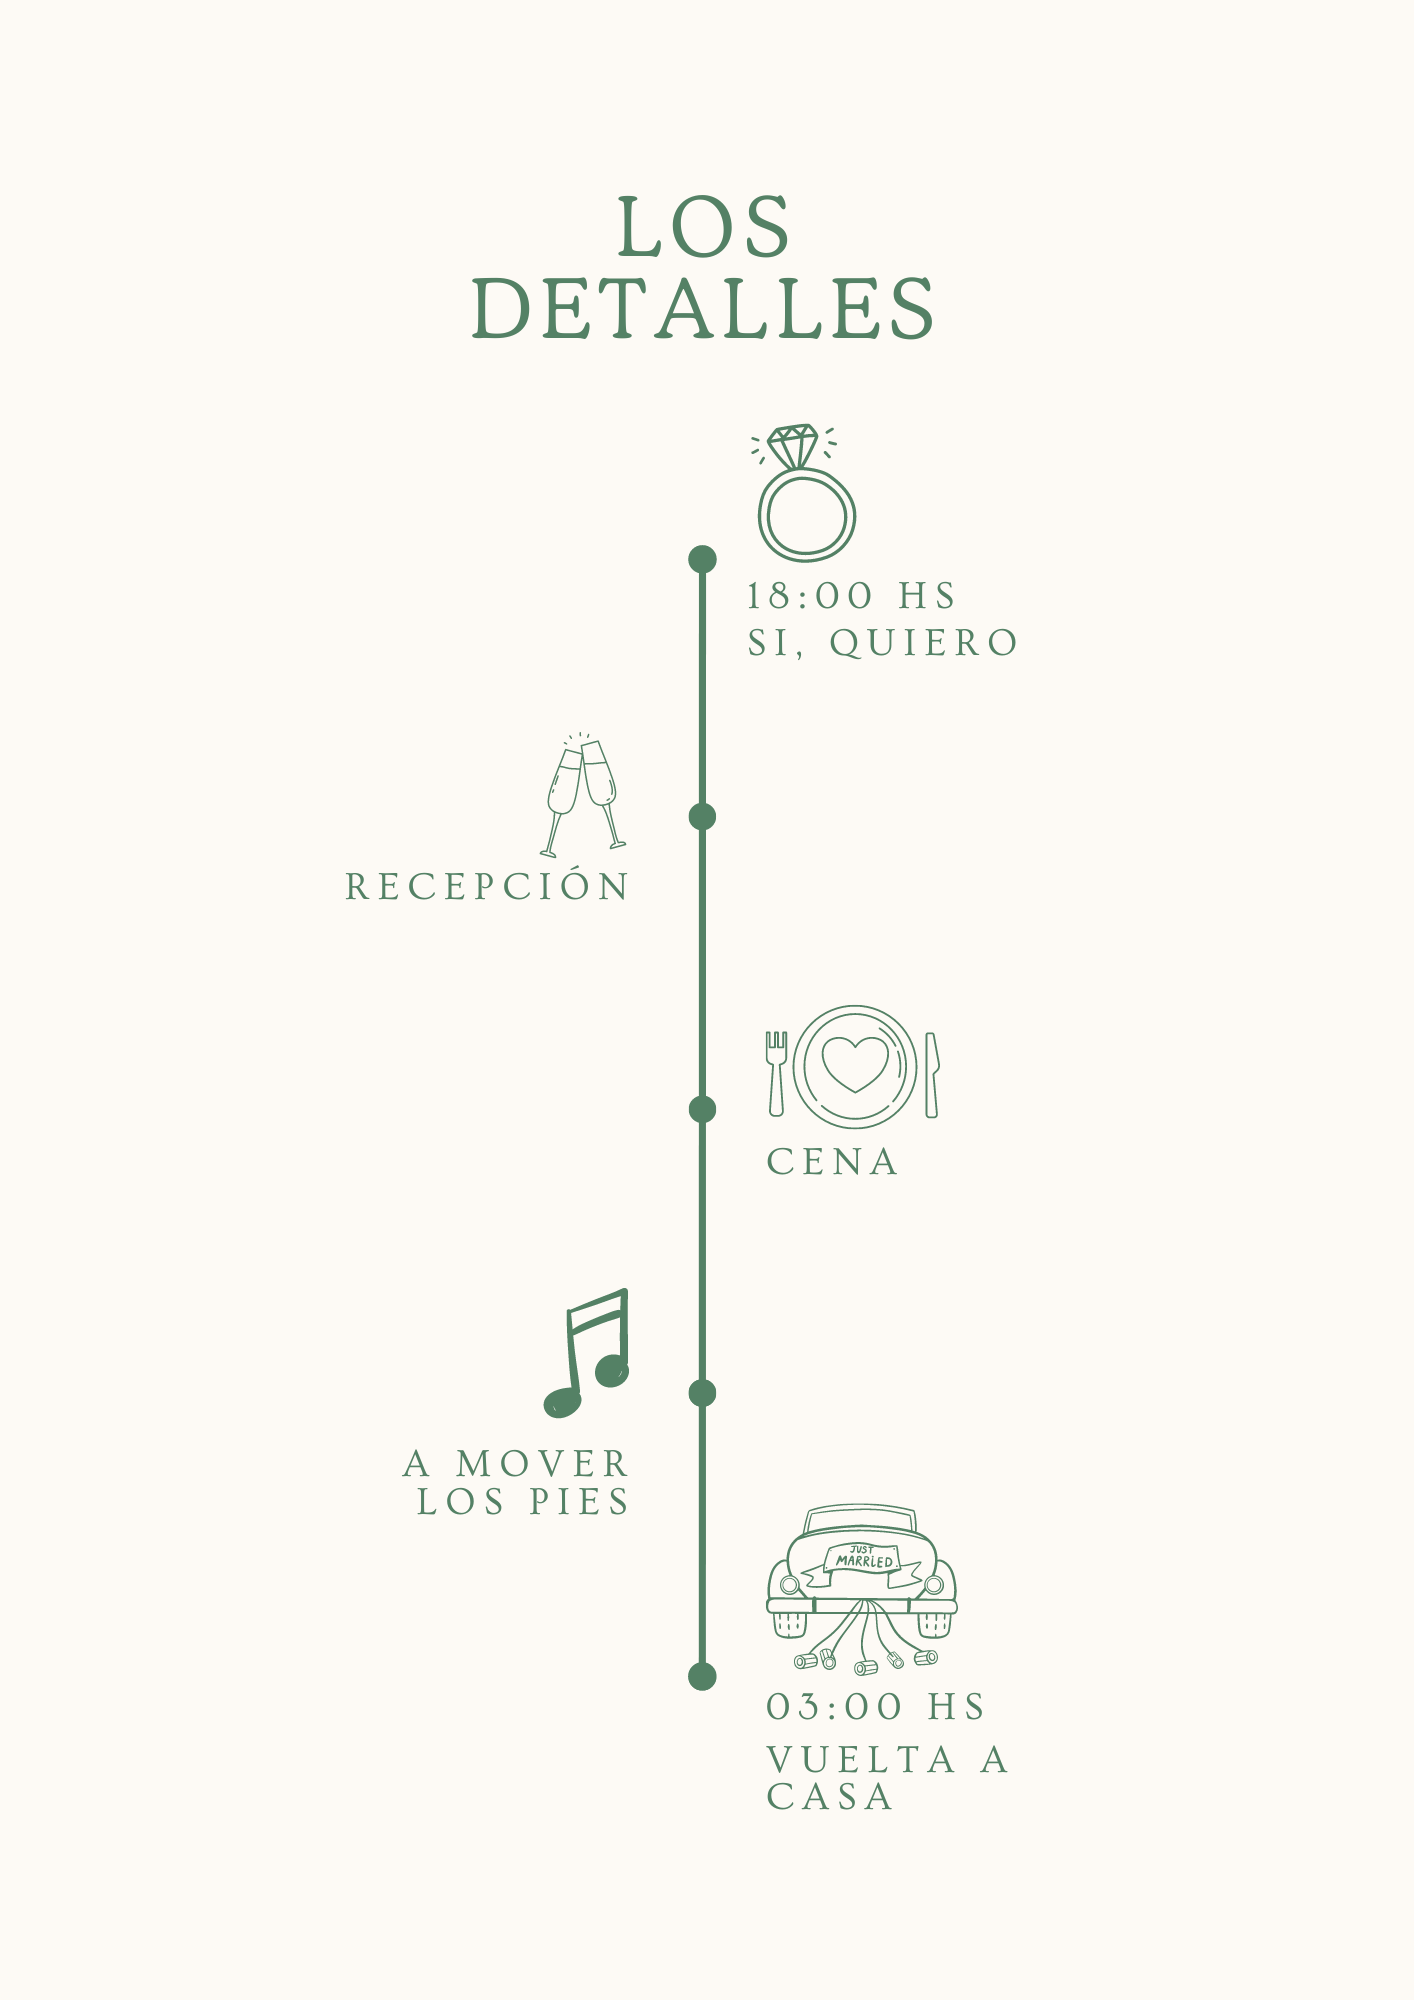 LOS
DETALLES
18:00 HS
SI, QUIERO
RECEPCIÓN
CENA
A MOVER
LOS PIES
JUST
MARRIED
03:00 HS
VUELTA A
CASA